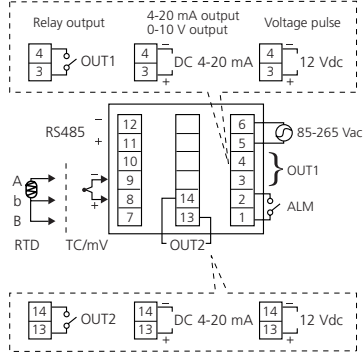 Relay output
4-20 mA output
0-10 V output
Voltage pulse
4
3
OUT1
4
3
−
+
DC 4-20 mA
4
3
−
+
12 Vdc
RS485
−
+
12
11
10
9
8
7
14
13
6
5
4
3
2
1
85-265 Vac
OUT1
ALM
A
b
B
−
+
RTD
TC/mV
OUT2
14
13
OUT2
14
13
−
+
DC 4-20 mA
14
13
−
+
12 Vdc